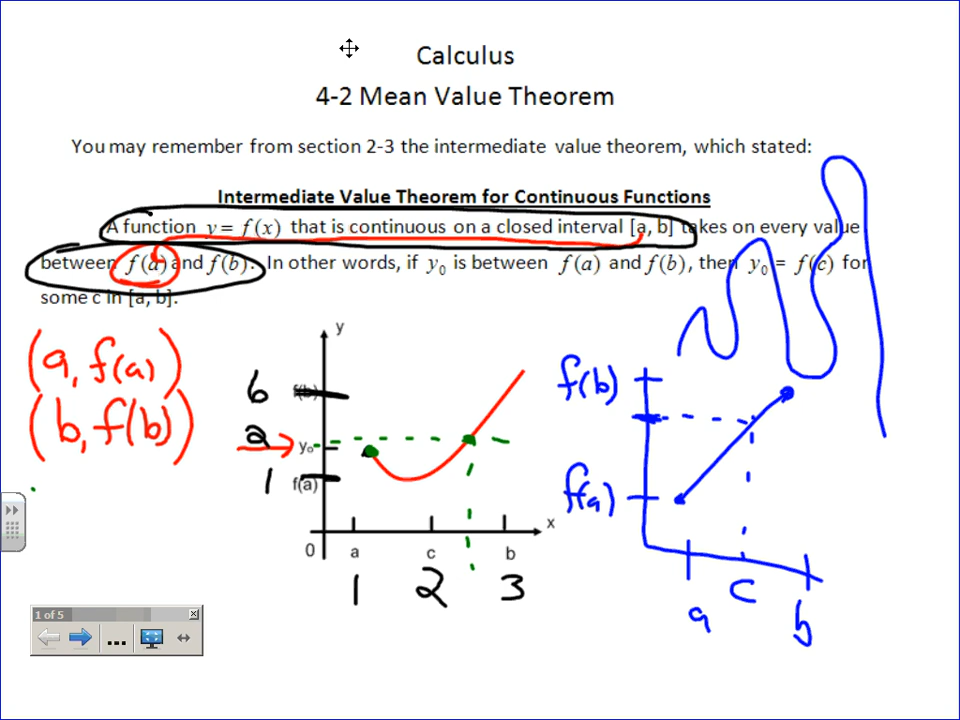 Calculus
4-2 Mean Value Theorem
You may remember from section 2-3 the intermediate value theorem, which stated:
Intermediate Value Theorem for Continuous Functions
A function y = f(x) that is continuous on a closed interval [a, b] takes on every value
between f(a) and f(b). In other words, if y₀ is between f(a) and f(b), then y₀ = f(c) for
some c in [a, b].
(a, f(a))
(b, f(b))
y
6 f(b)
2 y₀
1 f(a)
x
0 a c b
1 2 3
f(b)
f(a)
a c b
1 of 5